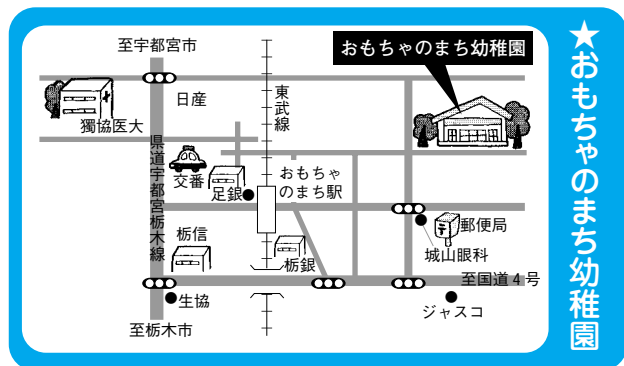 ★おもちゃのまち幼稚園
至宇都宮市
おもちゃのまち幼稚園
日産
東武線
獨協医大
県道宇都宮栃木線
交番
足銀
おもちゃ
のまち駅
郵便局
城山眼科
栃信
栃銀
至国道4号
生協
ジャスコ
至栃木市